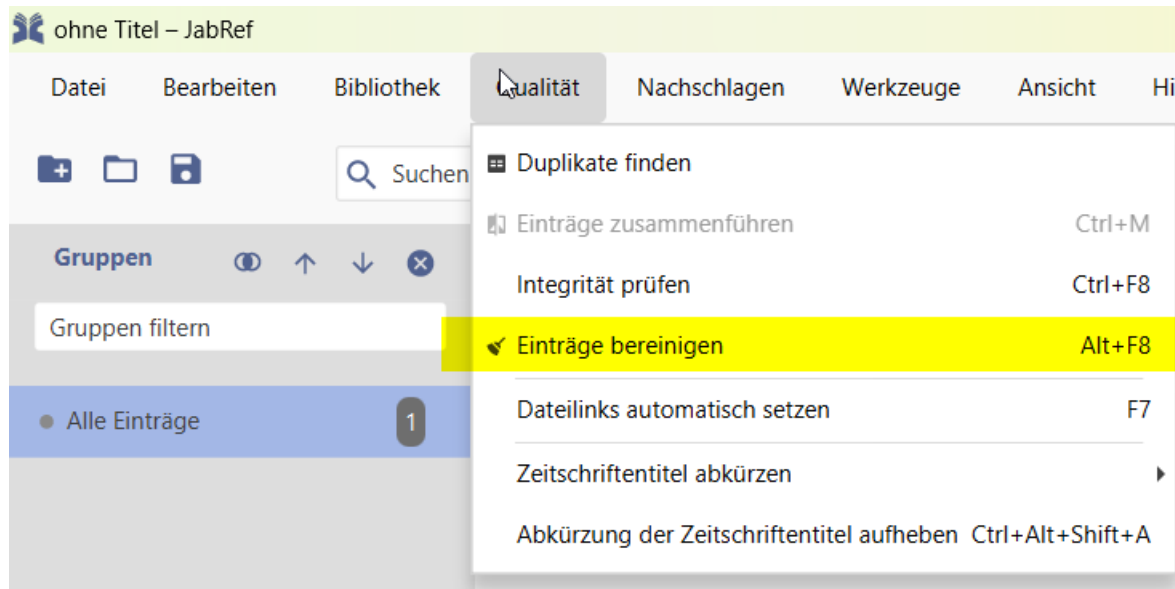 ohne Titel – JabRef
Datei Bearbeiten Bibliothek Qualität Nachschlagen Werkzeuge Ansicht Hi
Suchen
Duplikate finden
Einträge zusammenführen Ctrl+M
Gruppen
Integrität prüfen Ctrl+F8
Gruppen filtern
Einträge bereinigen Alt+F8
Alle Einträge 1
Dateilinks automatisch setzen F7
Zeitschriftentitel abkürzen
Abkürzung der Zeitschriftentitel aufheben Ctrl+Alt+Shift+A